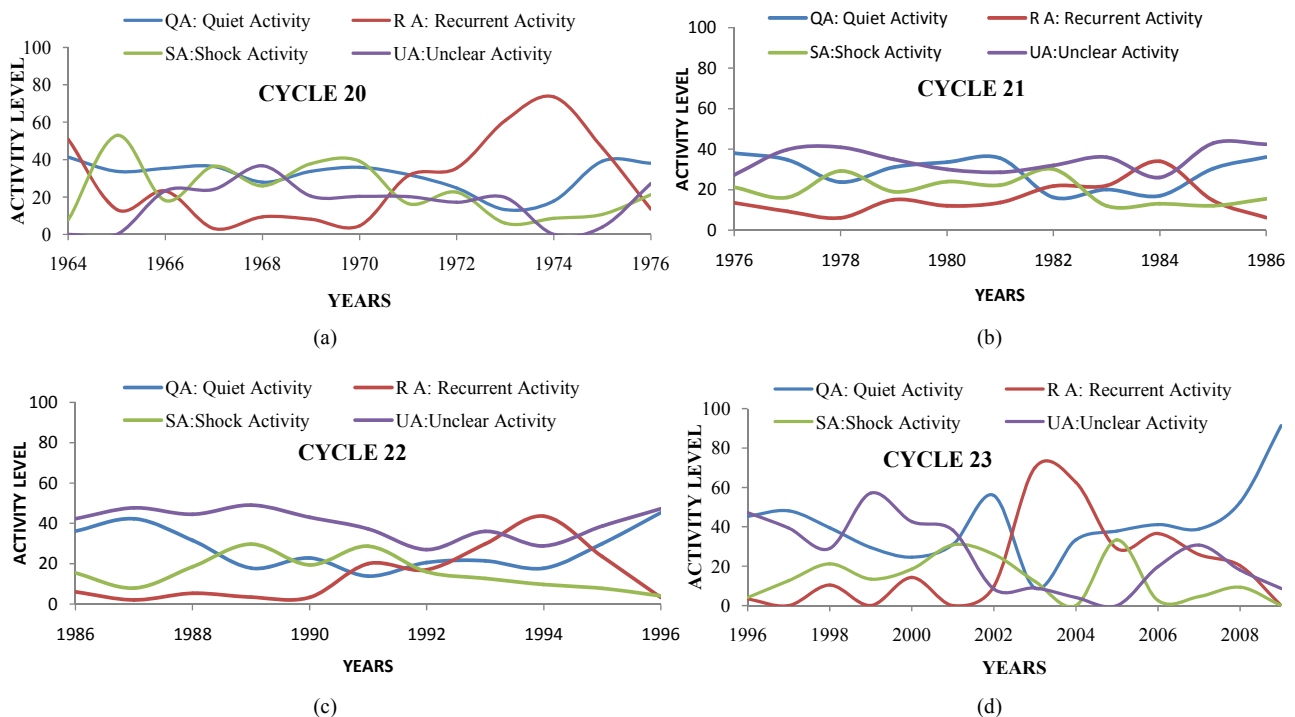 QA: Quiet Activity R A: Recurrent Activity
SA:Shock Activity UA:Unclear Activity
CYCLE 20
ACTIVITY LEVEL
100
80
60
40
20
0
1964 1966 1968 1970 1972 1974 1976
YEARS
(a)
QA: Quiet Activity R A: Recurrent Activity
SA:Shock Activity UA:Unclear Activity
CYCLE 21
ACTIVITY LEVEL
100
80
60
40
20
0
1976 1978 1980 1982 1984 1986
YEARS
(b)
QA: Quiet Activity R A: Recurrent Activity
SA:Shock Activity UA:Unclear Activity
CYCLE 22
ACTIVITY LEVEL
100
80
60
40
20
0
1986 1988 1990 1992 1994 1996
YEARS
(c)
QA: Quiet Activity R A: Recurrent Activity
SA:Shock Activity UA:Unclear Activity
CYCLE 23
ACTIVITY LEVEL
100
80
60
40
20
0
1996 1998 2000 2002 2004 2006 2008
YEARS
(d)